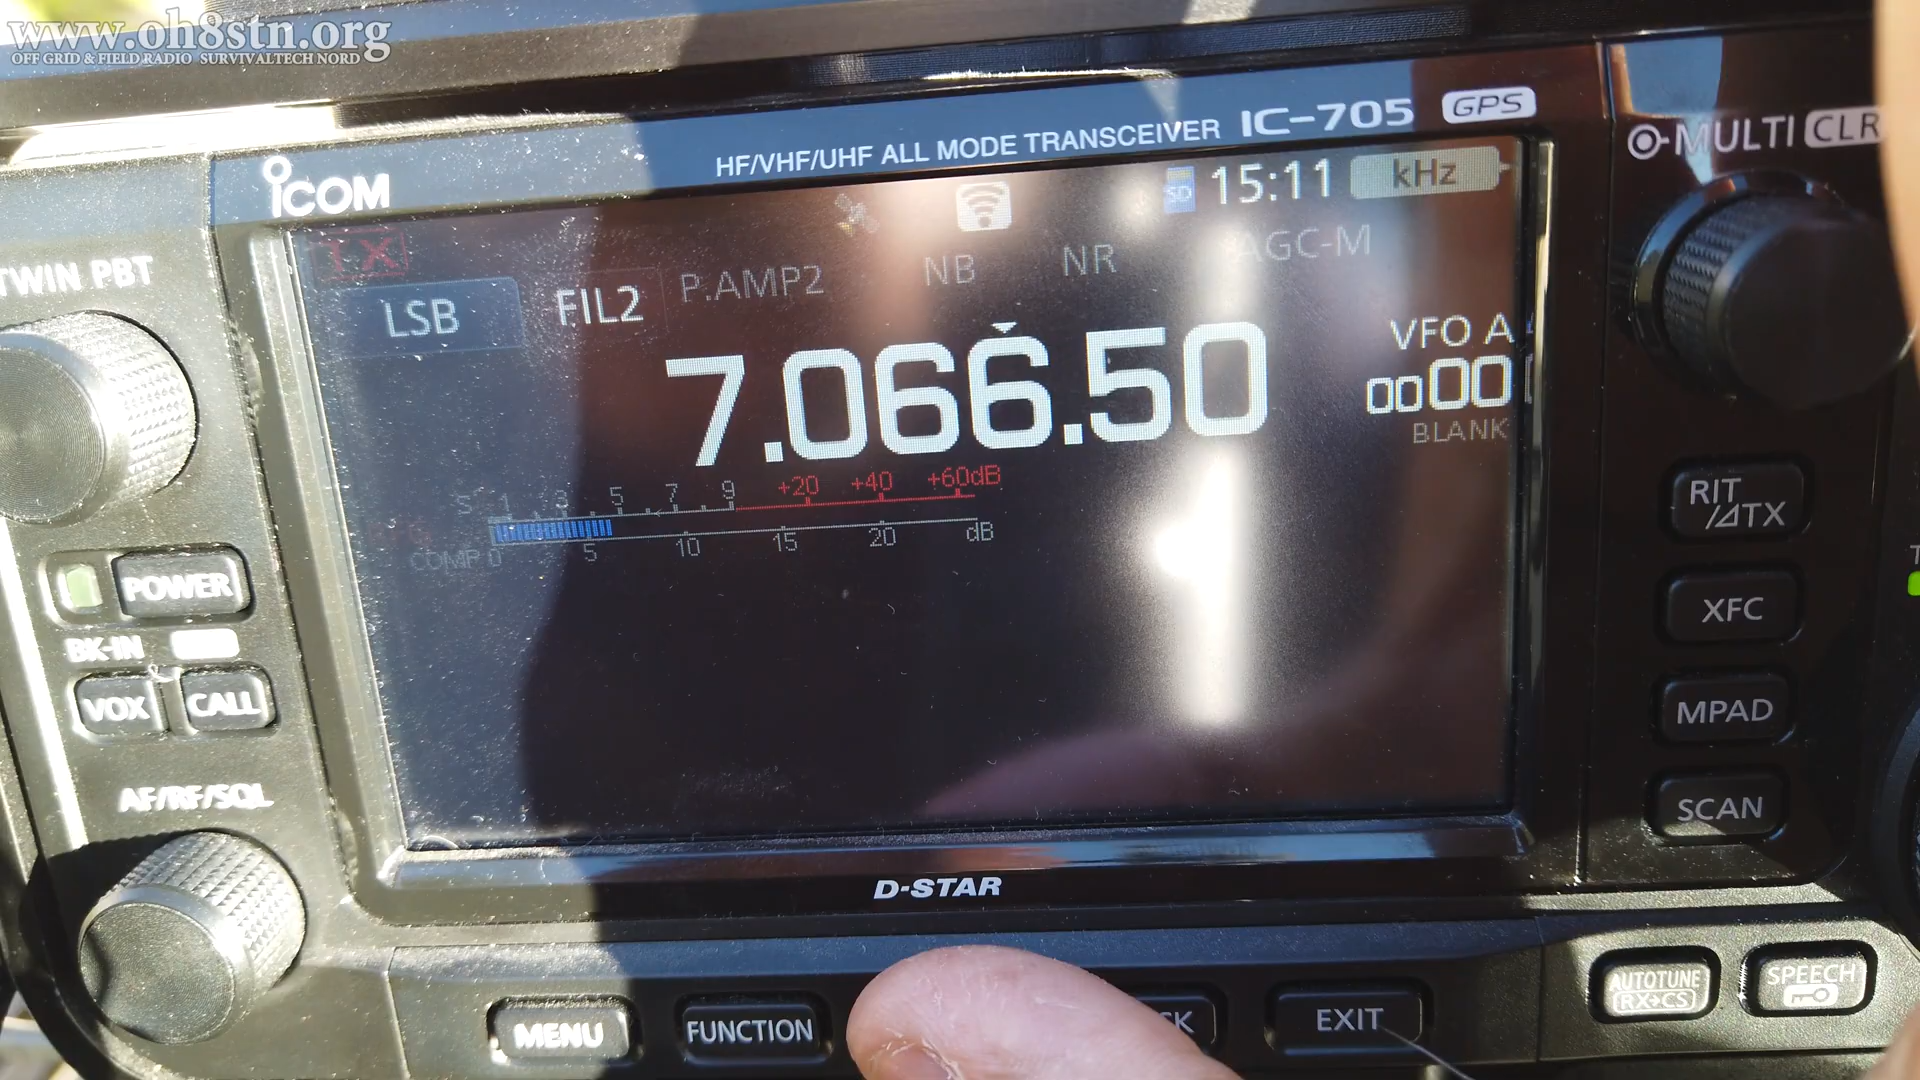 www.oh8stn.org
OFF GRID & FIELD RADIO SURVIVALTECH NORD
ICOM
HF/VHF/UHF ALL MODE TRANSCEIVER IC-705 GPS
MULTI CLR
TWIN PBT
SD 15:11 kHz
TX
LSB FIL2 P.AMP2 NB NR AGC-M
7.066.50
VFO A
0000
BLANK
S 1 3 5 7 9 +20 +40 +60dB
COMP 0 5 10 15 20 dB
POWER
BK-IN
VOX CALL
AF/RF/SQL
RIT
/⊿TX
XFC
MPAD
SCAN
D-STAR
MENU FUNCTION EXIT
AUTOTUNE
RX→CS
SPEECH